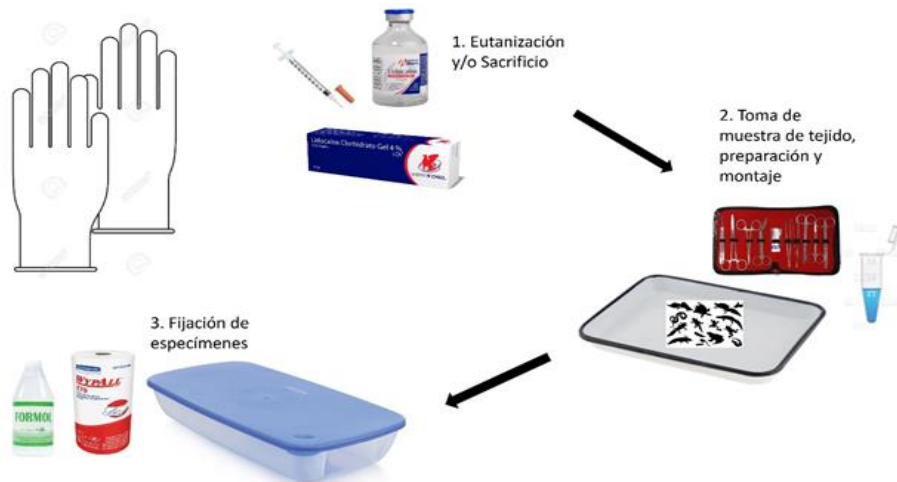 1. Eutanización
y/o Sacrificio
Lidocaína Clorhidrato Gel 4 %
2. Toma de
muestra de tejido,
preparación y
montaje
3. Fijación de
especímenes
FORMOL
WYPALL